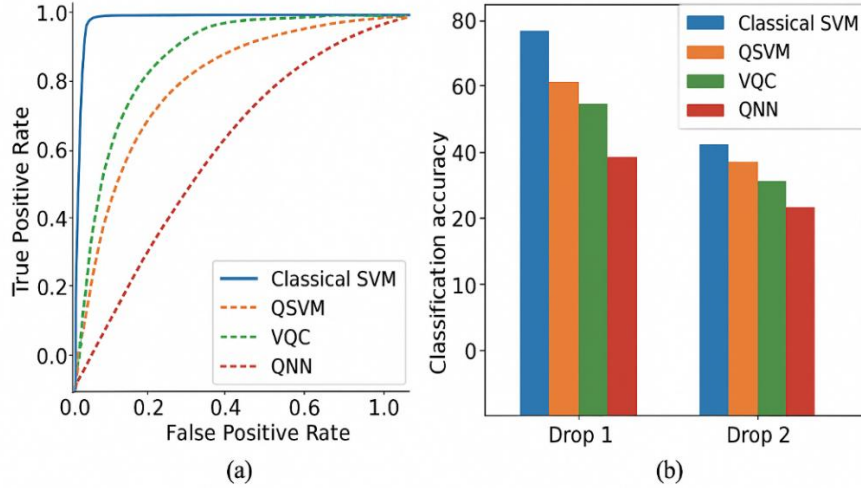 1.0
0.8
0.6
0.4
0.2
0.0
True Positive Rate
0.0 0.2 0.4 0.6 1.0
False Positive Rate
Classical SVM
QSVM
VQC
QNN
(a)
80
60
40
20
10
0
Classification accuracy
Drop 1 Drop 2
Classical SVM
QSVM
VQC
QNN
(b)